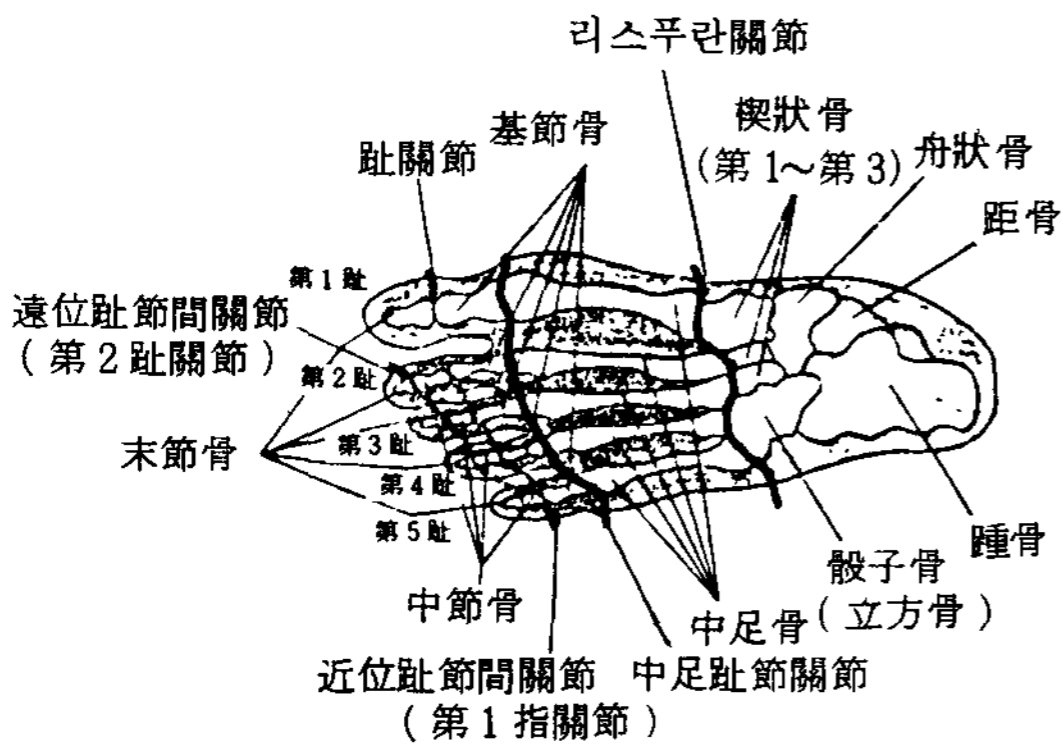 리스푸란關節
基節骨
楔狀骨
(第1～第3)
舟狀骨
趾關節
距骨
第1趾
遠位趾節間關節
(第2趾關節)
第2趾
末節骨
第3趾
第4趾
第5趾
踵骨
骰子骨
(立方骨)
中節骨
中足骨
近位趾節間關節
(第1指關節)
中足趾節關節